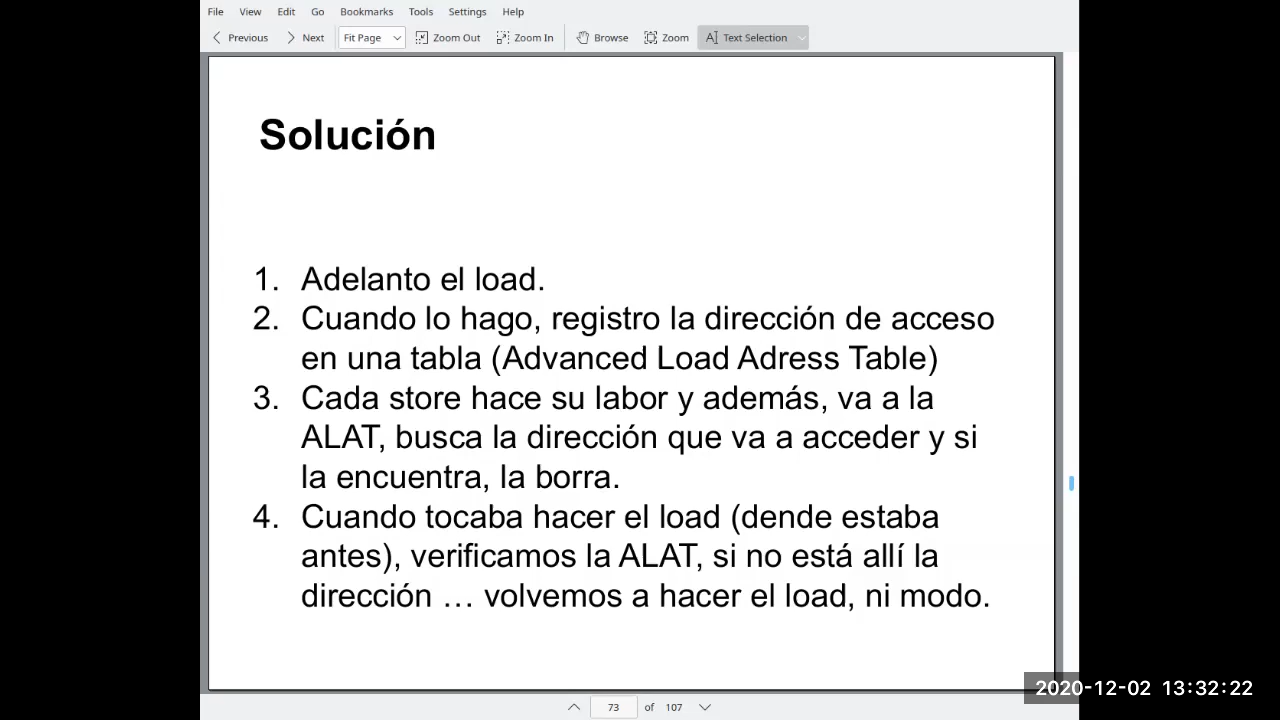 File View Edit Go Bookmarks Tools Settings Help
Previous Next Fit Page Zoom Out Zoom In Browse Zoom Text Selection
Solución
1. Adelanto el load.
2. Cuando lo hago, registro la dirección de acceso
en una tabla (Advanced Load Adress Table)
3. Cada store hace su labor y además, va a la
ALAT, busca la dirección que va a acceder y si
la encuentra, la borra.
4. Cuando tocaba hacer el load (dende estaba
antes), verificamos la ALAT, si no está allí la
dirección … volvemos a hacer el load, ni modo.
2020-12-02 13:32:22
73 of 107